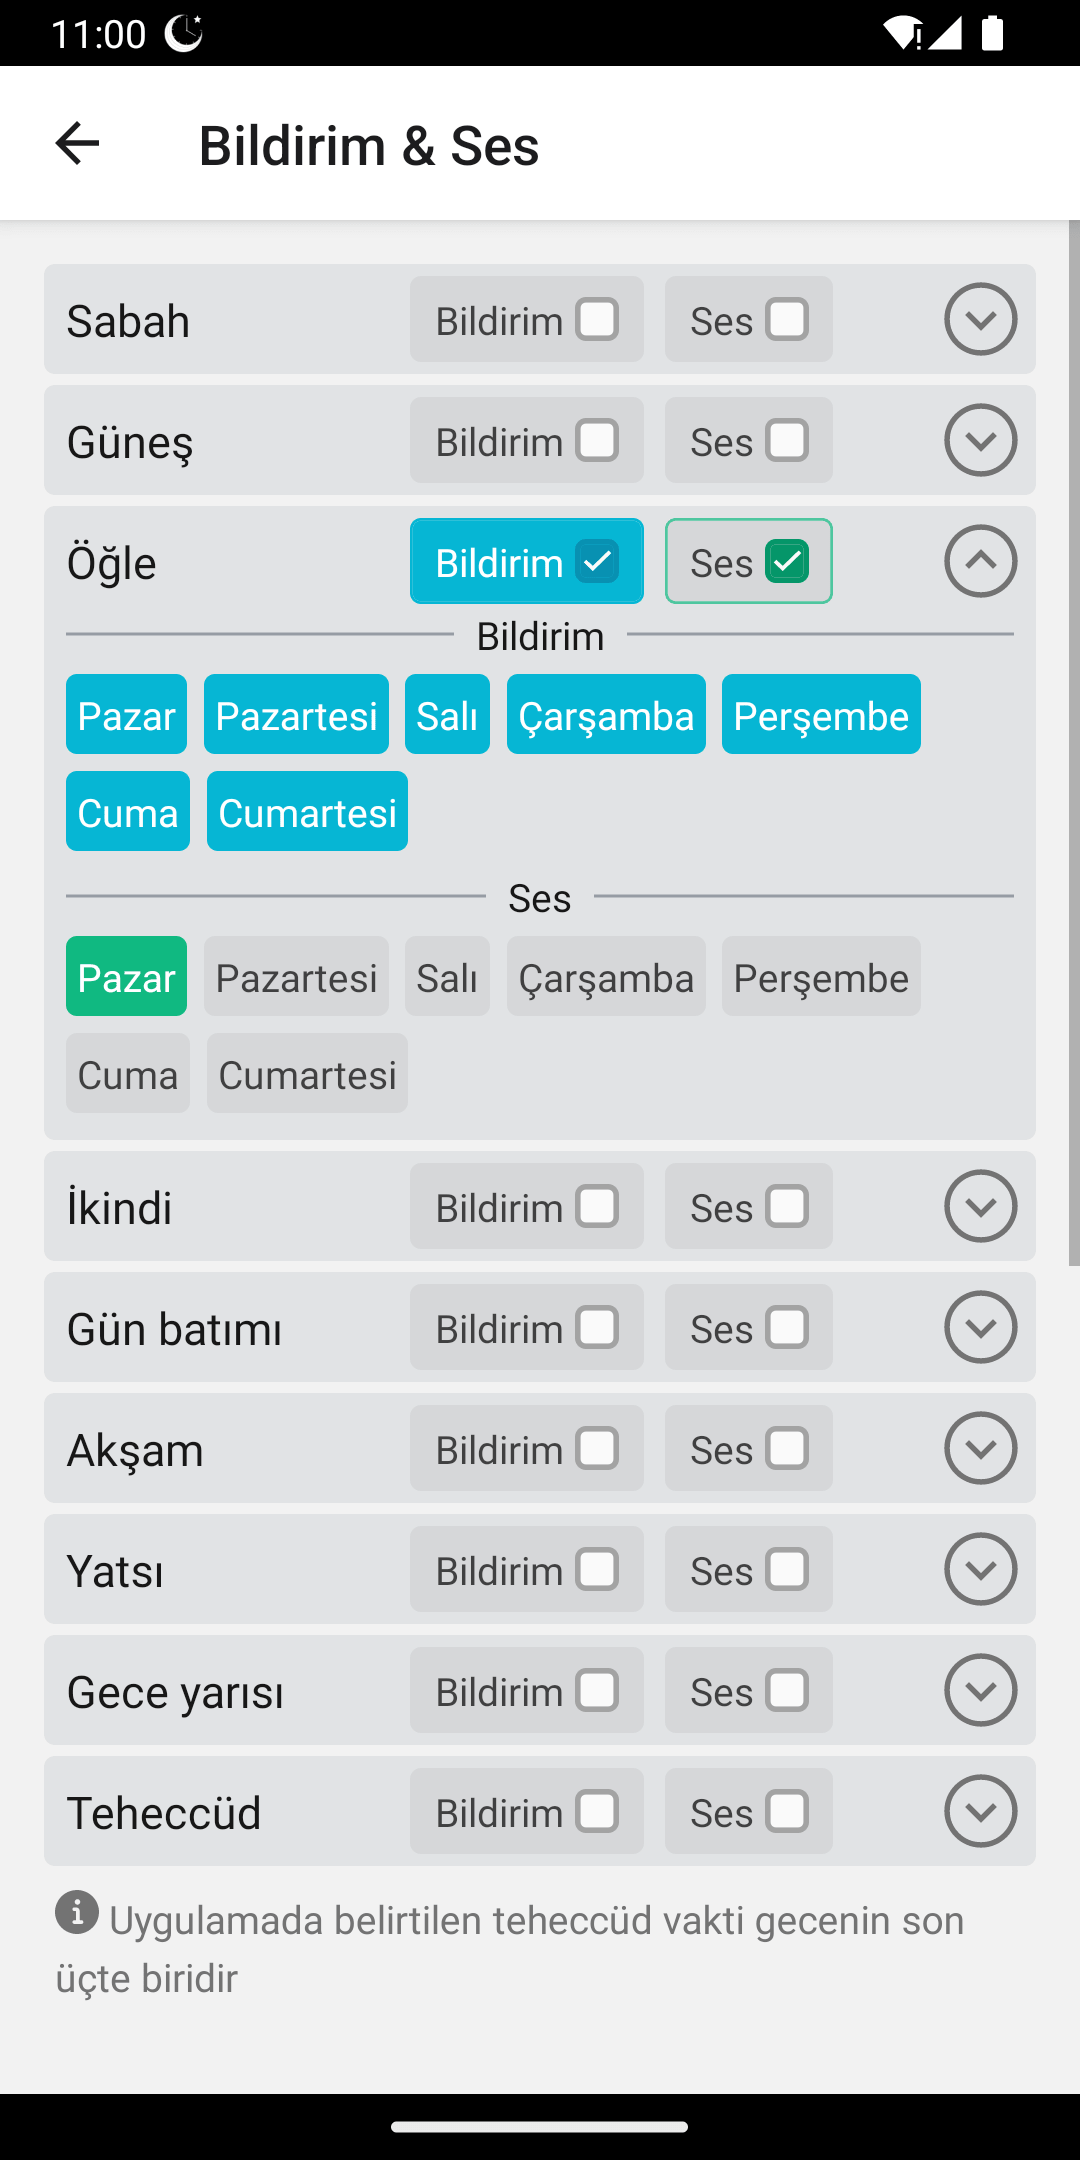 11:00
Bildirim & Ses
Sabah Bildirim Ses
Güneş Bildirim Ses
Öğle Bildirim Ses
Bildirim
Pazar Pazartesi Salı Çarşamba Perşembe
Cuma Cumartesi
Ses
Pazar Pazartesi Salı Çarşamba Perşembe
Cuma Cumartesi
İkindi Bildirim Ses
Gün batımı Bildirim Ses
Akşam Bildirim Ses
Yatsı Bildirim Ses
Gece yarısı Bildirim Ses
Teheccüd Bildirim Ses
Uygulamada belirtilen teheccüd vakti gecenin son
üçte biridir